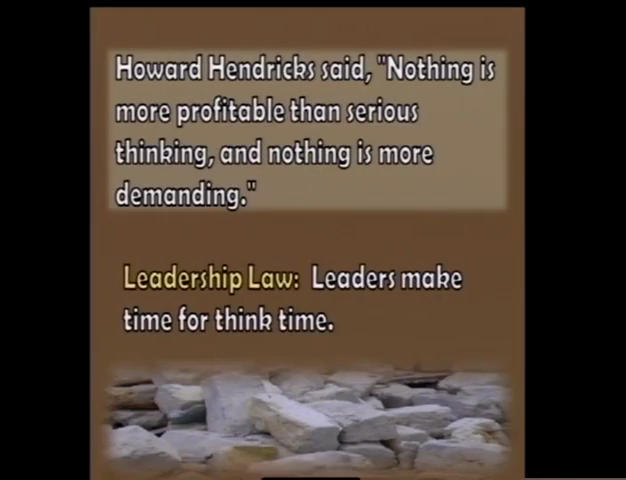 Howard Hendricks said, "Nothing is
more profitable than serious
thinking, and nothing is more
demanding."
Leadership Law: Leaders make
time for think time.